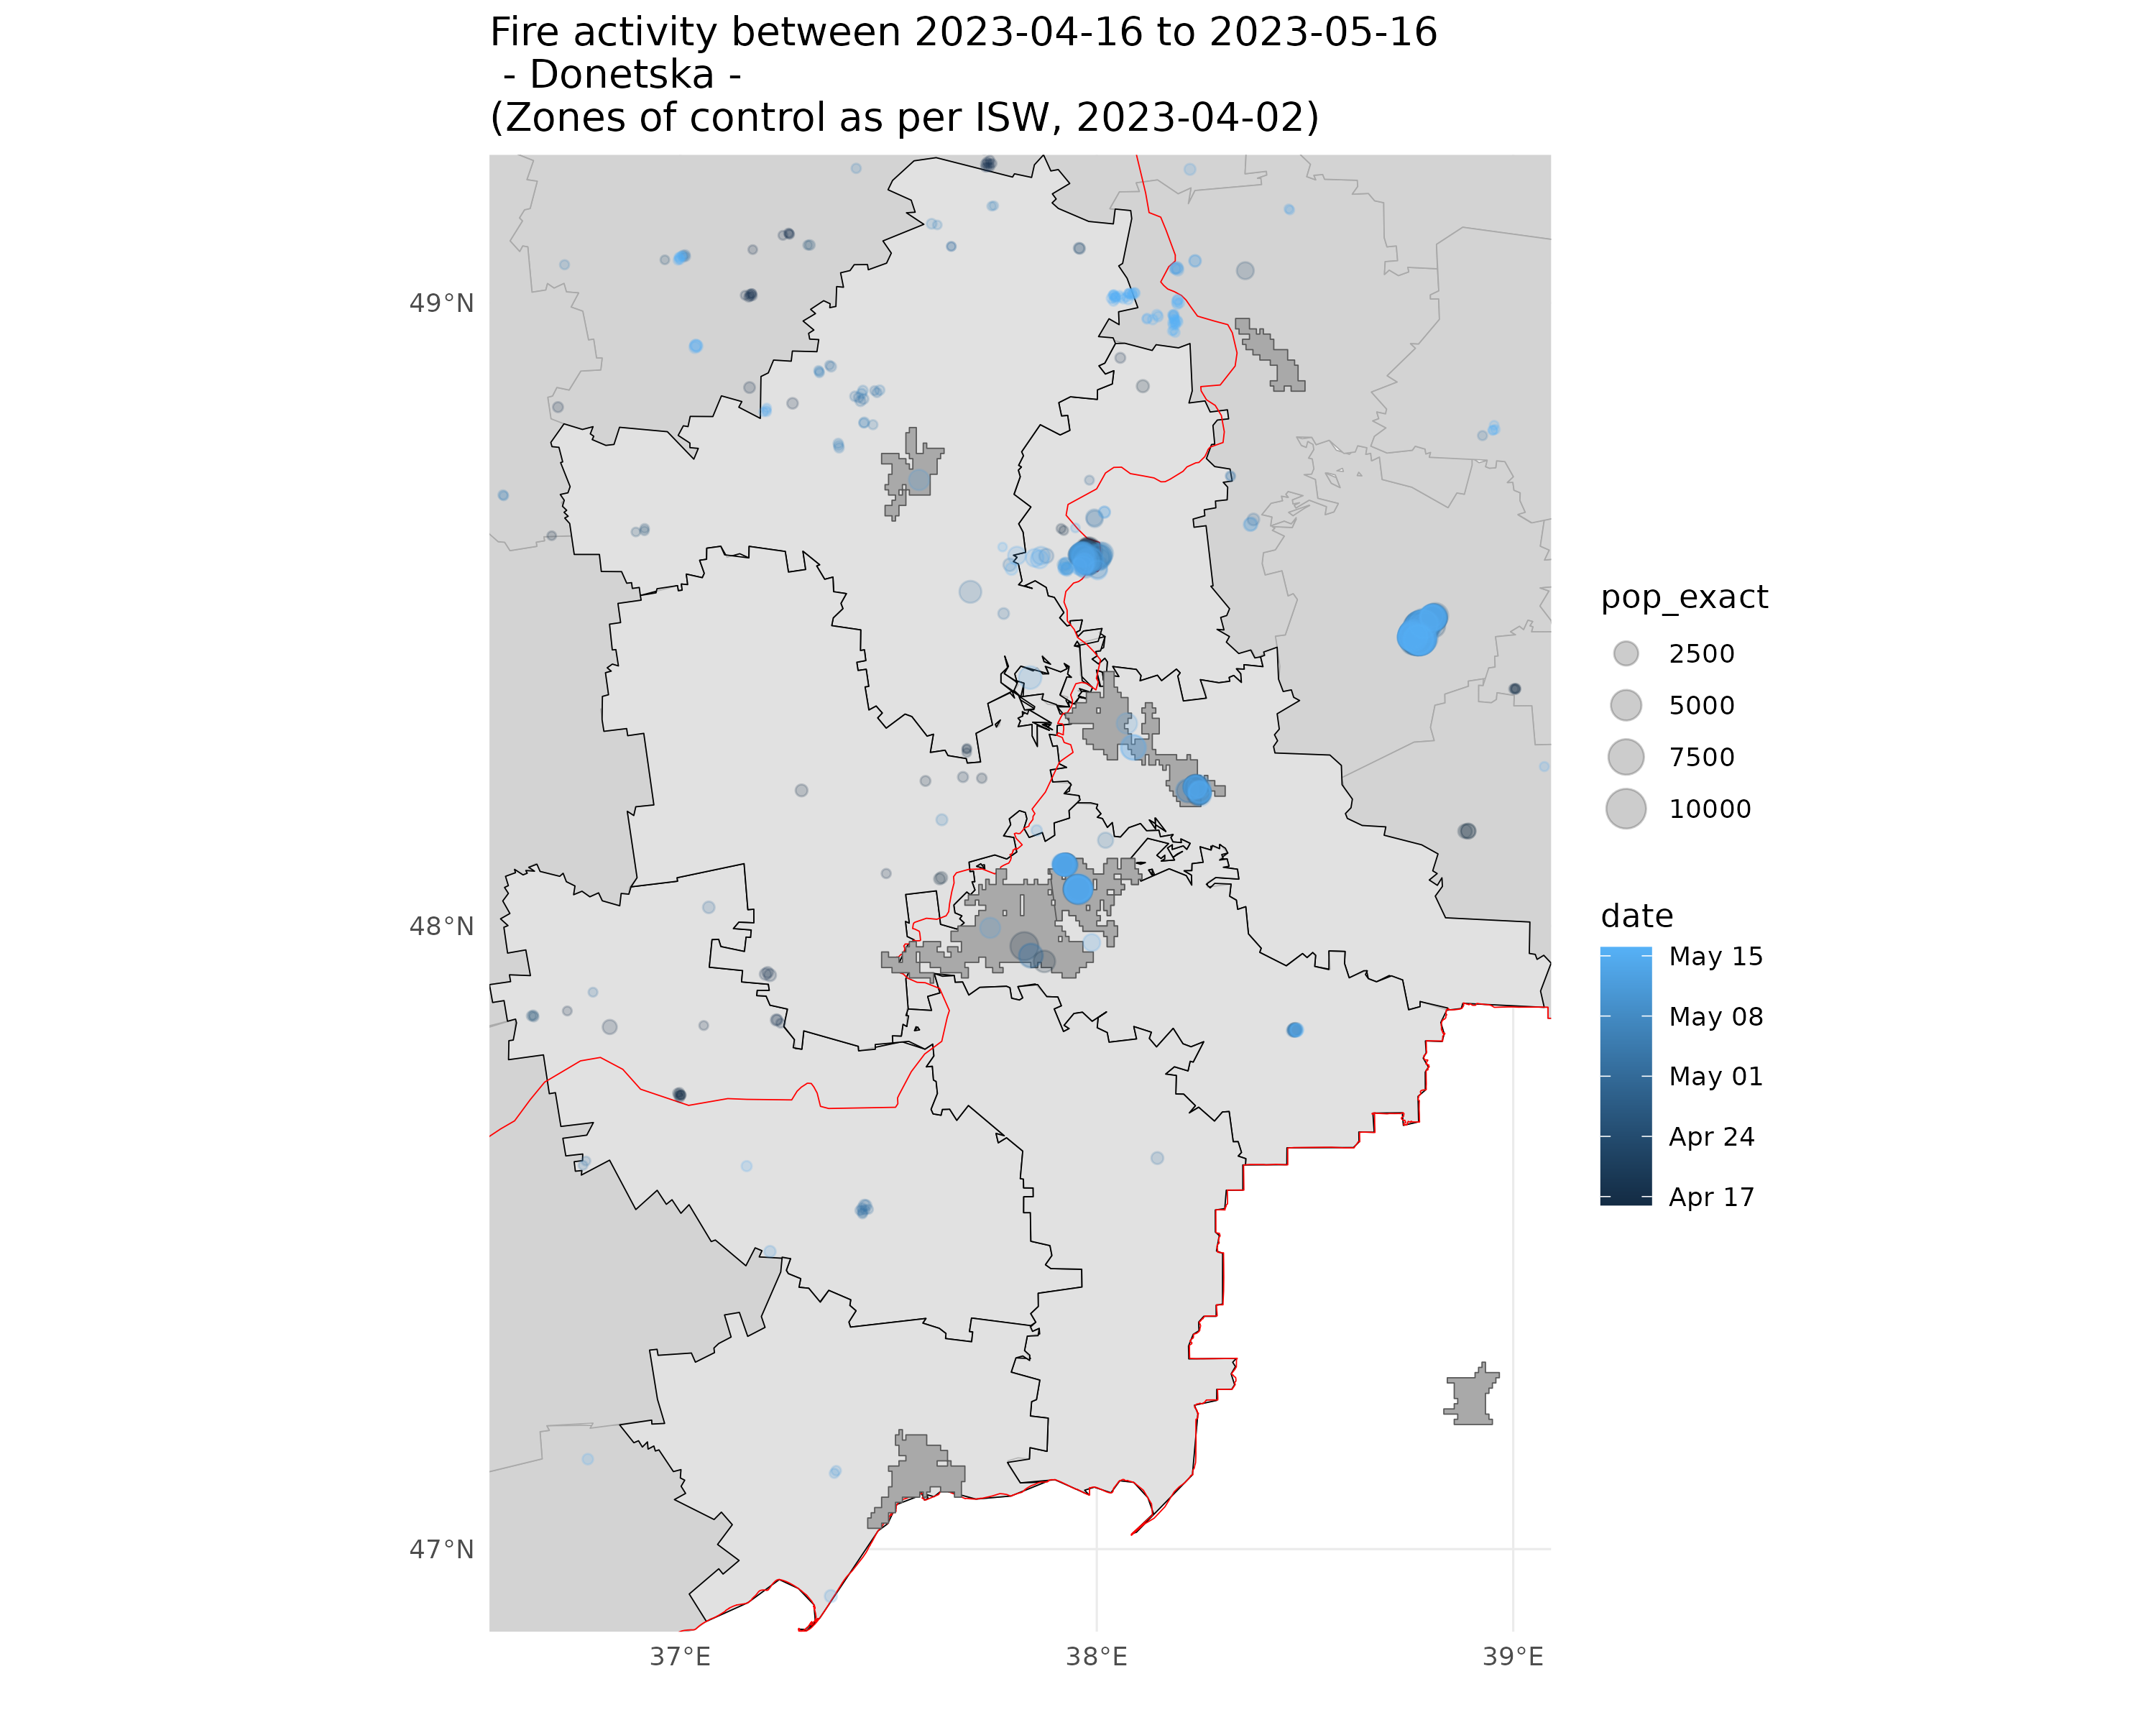 Fire activity between 2023-04-16 to 2023-05-16
- Donetska -
(Zones of control as per ISW, 2023-04-02)
49°N
48°N
47°N
37°E
38°E
39°E
pop_exact
2500
5000
7500
10000
date
May 15
May 08
May 01
Apr 24
Apr 17